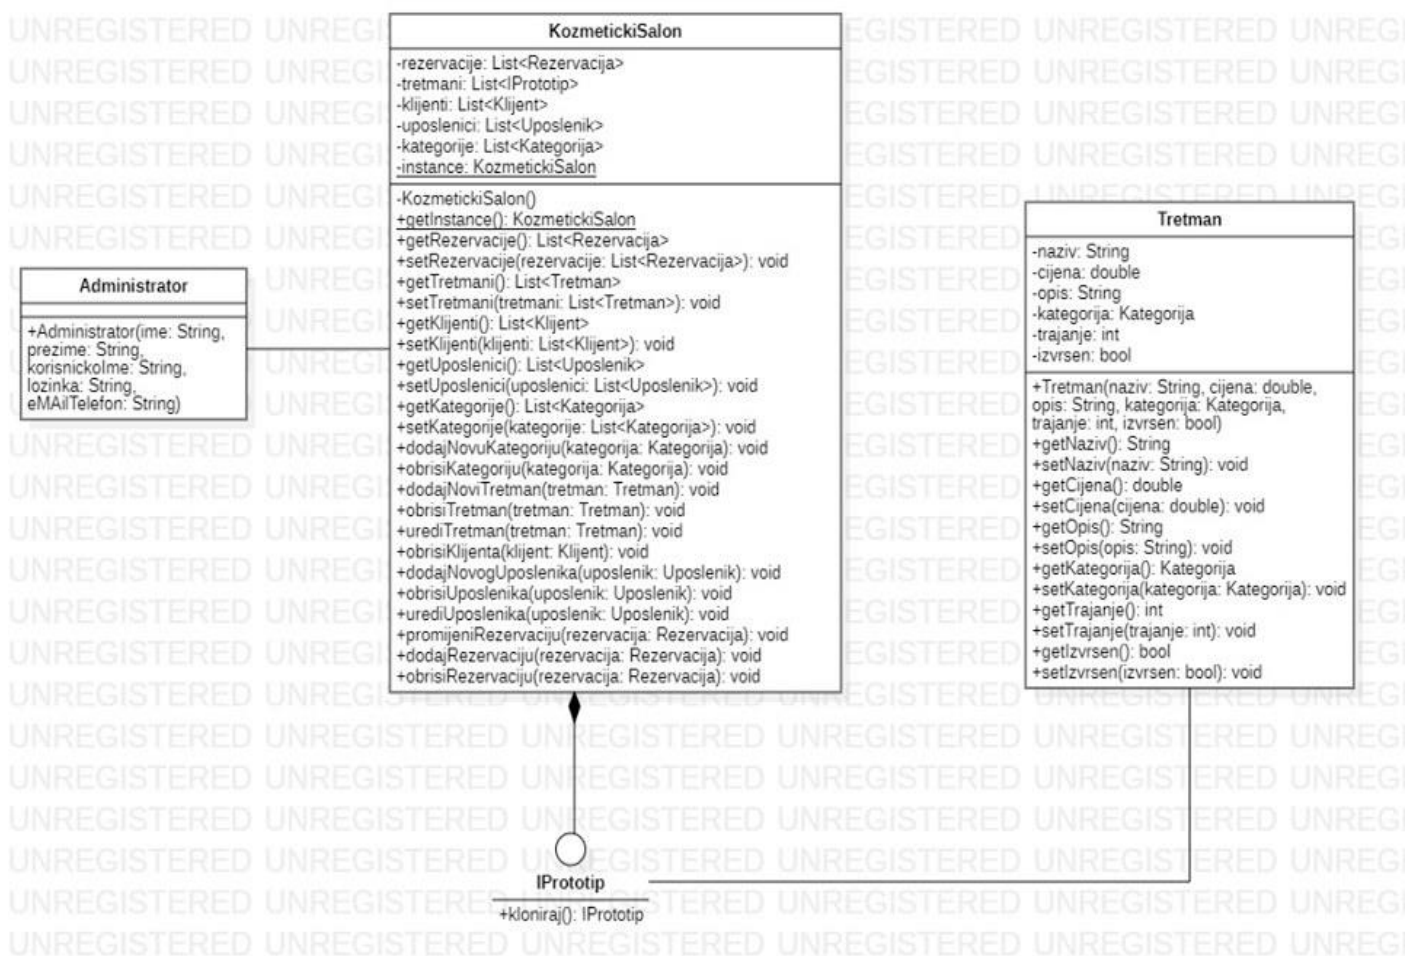 KozmetickiSalon
-rezervacije: List<Rezervacija>
-tretmani: List<IPrototip>
-klijenti: List<Klijent>
-uposlenici: List<Uposlenik>
-kategorije: List<Kategorija>
-instance: KozmetickiSalon
-KozmetickiSalon()
+getInstance(): KozmetickiSalon
+getRezervacije(): List<Rezervacija>
+setRezervacije(rezervacije: List<Rezervacija>): void
+getTretmani(): List<Tretman>
+setTretmani(tretmani: List<Tretman>): void
+getKlijenti(): List<Klijent>
+setKlijenti(klijenti: List<Klijent>): void
+getUposlenici(): List<Uposlenik>
+setUposlenici(uposlenici: List<Uposlenik>): void
+getKategorije(): List<Kategorija>
+setKategorije(kategorije: List<Kategorija>): void
+dodajNovuKategoriju(kategorija: Kategorija): void
+obrisiKategoriju(kategorija: Kategorija): void
+dodajNoviTretman(tretman: Tretman): void
+obrisiTretman(tretman: Tretman): void
+urediTretman(tretman: Tretman): void
+obrisiKlijenta(klijent: Klijent): void
+dodajNovogUposlenika(uposlenik: Uposlenik): void
+obrisiUposlenika(uposlenik: Uposlenik): void
+urediUposlenika(uposlenik: Uposlenik): void
+promijeniRezervaciju(rezervacija: Rezervacija): void
+dodajRezervaciju(rezervacija: Rezervacija): void
+obrisiRezervaciju(rezervacija: Rezervacija): void
Administrator
+Administrator(ime: String,
prezime: String,
korisnickoIme: String,
lozinka: String,
eMAilTelefon: String)
Tretman
-naziv: String
-cijena: double
-opis: String
-kategorija: Kategorija
-trajanje: int
-izvrsen: bool
+Tretman(naziv: String, cijena: double,
opis: String, kategorija: Kategorija,
trajanje: int, izvrsen: bool)
+getNaziv(): String
+setNaziv(naziv: String): void
+getCijena(): double
+setCijena(cijena: double): void
+getOpis(): String
+setOpis(opis: String): void
+getKategorija(): Kategorija
+setKategorija(kategorija: Kategorija): void
+getTrajanje(): int
+setTrajanje(trajanje: int): void
+getIzvrsen(): bool
+setIzvrsen(izvrsen: bool): void
IPrototip
+kloniraj(): IPrototip